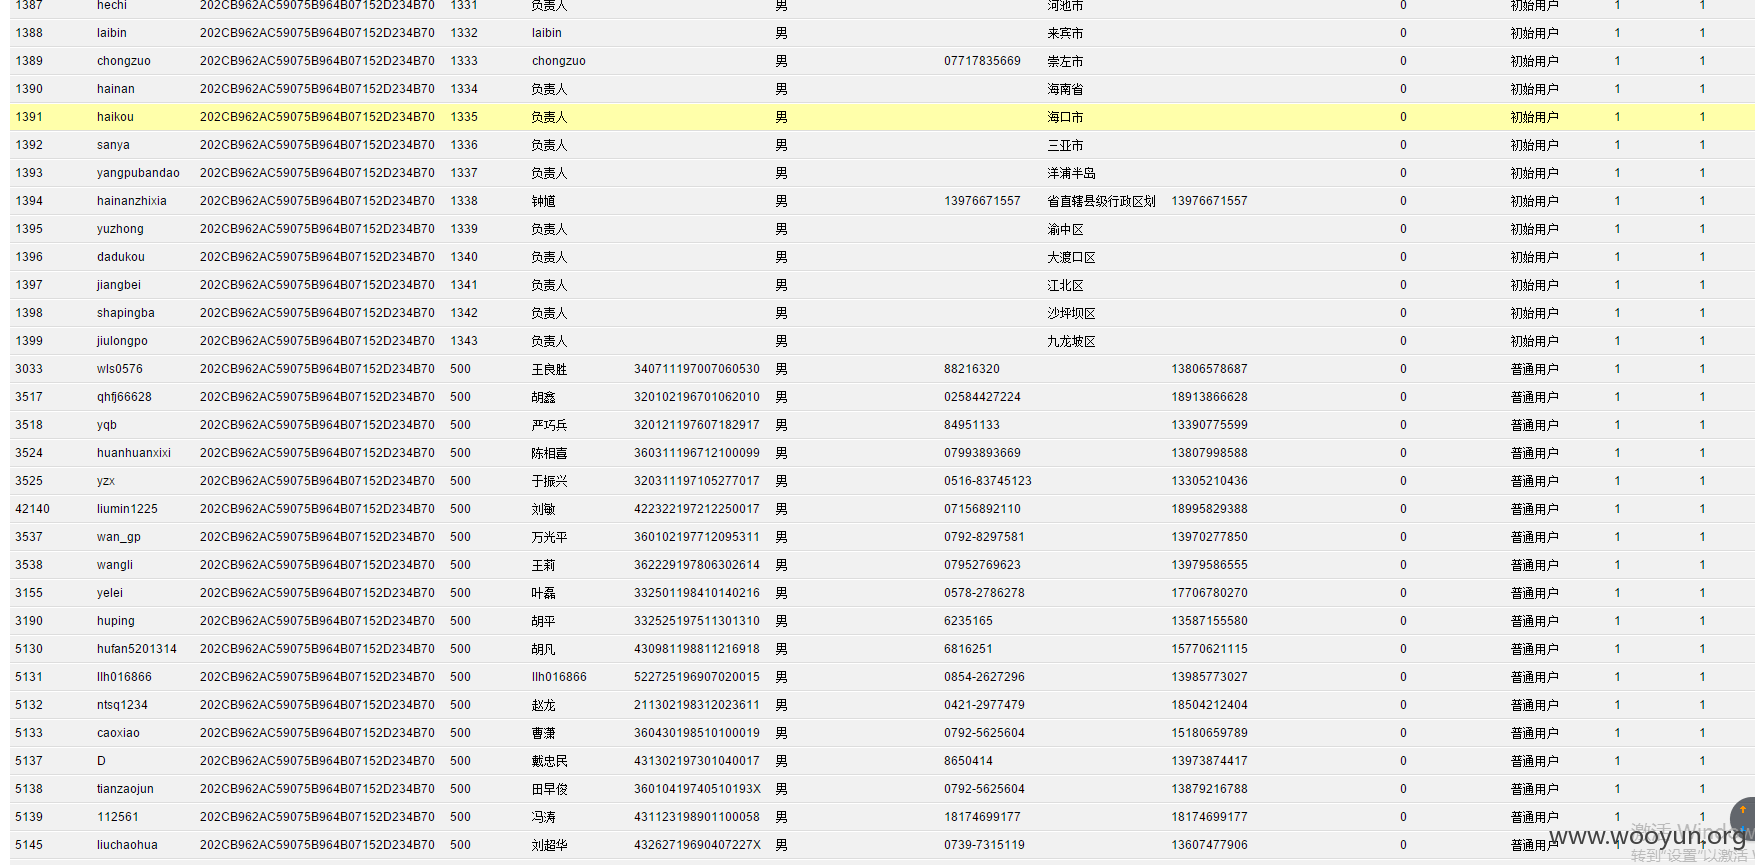 1387 hechi 202CB962AC59075B964B07152D234B70 1331 负责人 男 河池市 0 初始用户 1 1
1388 laibin 202CB962AC59075B964B07152D234B70 1332 laibin 男 来宾市 0 初始用户 1 1
1389 chongzuo 202CB962AC59075B964B07152D234B70 1333 chongzuo 男 07717835669 崇左市 0 初始用户 1 1
1390 hainan 202CB962AC59075B964B07152D234B70 1334 负责人 男 海南省 0 初始用户 1 1
1391 haikou 202CB962AC59075B964B07152D234B70 1335 负责人 男 海口市 0 初始用户 1 1
1392 sanya 202CB962AC59075B964B07152D234B70 1336 负责人 男 三亚市 0 初始用户 1 1
1393 yangpubandao 202CB962AC59075B964B07152D234B70 1337 负责人 男 洋浦半岛 0 初始用户 1 1
1394 hainanzhixia 202CB962AC59075B964B07152D234B70 1338 钟馗 男 13976671557 省直辖县级行政区划 13976671557 0 初始用户 1 1
1395 yuzhong 202CB962AC59075B964B07152D234B70 1339 负责人 男 渝中区 0 初始用户 1 1
1396 dadukou 202CB962AC59075B964B07152D234B70 1340 负责人 男 大渡口区 0 初始用户 1 1
1397 jiangbei 202CB962AC59075B964B07152D234B70 1341 负责人 男 江北区 0 初始用户 1 1
1398 shapingba 202CB962AC59075B964B07152D234B70 1342 负责人 男 沙坪坝区 0 初始用户 1 1
1399 jiulongpo 202CB962AC59075B964B07152D234B70 1343 负责人 男 九龙坡区 0 初始用户 1 1
3033 wls0576 202CB962AC59075B964B07152D234B70 500 王良胜 340711197007060530 男 88216320 13806578687 0 普通用户 1 1
3517 qhfj66628 202CB962AC59075B964B07152D234B70 500 胡鑫 320102196701062010 男 02584427224 18913866628 0 普通用户 1 1
3518 yqb 202CB962AC59075B964B07152D234B70 500 严巧兵 320121197607182917 男 84951133 13390775599 0 普通用户 1 1
3524 huanhuanxixi 202CB962AC59075B964B07152D234B70 500 陈相喜 360311196712100099 男 07993893669 13807998588 0 普通用户 1 1
3525 yzx 202CB962AC59075B964B07152D234B70 500 于振兴 320311197105277017 男 0516-83745123 13305210436 0 普通用户 1 1
42140 liumin1225 202CB962AC59075B964B07152D234B70 500 刘敏 422322197212250017 男 07156892110 18995829388 0 普通用户 1 1
3537 wan_gp 202CB962AC59075B964B07152D234B70 500 万光平 360102197712095311 男 0792-8297581 13970277850 0 普通用户 1 1
3538 wangli 202CB962AC59075B964B07152D234B70 500 王莉 362229197806302614 男 07952769623 13979586555 0 普通用户 1 1
3155 yelei 202CB962AC59075B964B07152D234B70 500 叶磊 332501198410140216 男 0578-2786278 17706780270 0 普通用户 1 1
3190 huping 202CB962AC59075B964B07152D234B70 500 胡平 332525197511301310 男 6235165 13587155580 0 普通用户 1 1
5130 hufan5201314 202CB962AC59075B964B07152D234B70 500 胡凡 430981198811216918 男 6816251 15770621115 0 普通用户 1 1
5131 llh016866 202CB962AC59075B964B07152D234B70 500 llh016866 522725196907020015 男 0854-2627296 13985773027 0 普通用户 1 1
5132 ntsq1234 202CB962AC59075B964B07152D234B70 500 赵龙 211302198312023611 男 0421-2977479 18504212404 0 普通用户 1 1
5133 caoxiao 202CB962AC59075B964B07152D234B70 500 曹潇 360430198510100019 男 0792-5625604 15180659789 0 普通用户 1 1
5137 D 202CB962AC59075B964B07152D234B70 500 戴忠民 431302197301040017 男 8650414 13973874417 0 普通用户 1 1
5138 tianzaojun 202CB962AC59075B964B07152D234B70 500 田早俊 36010419740510193X 男 0792-5625604 13879216788 0 普通用户 1 1
5139 112561 202CB962AC59075B964B07152D234B70 500 冯涛 431123198901100058 男 18174699177 18174699177 0 普通用户 1 1
5145 liuchaohua 202CB962AC59075B964B07152D234B70 500 刘超华 43262719690407227X 男 0739-7315119 13607477906 0 普通用户 1 1
激活 Windows
www.wooyun.org
转到"设置"以激活